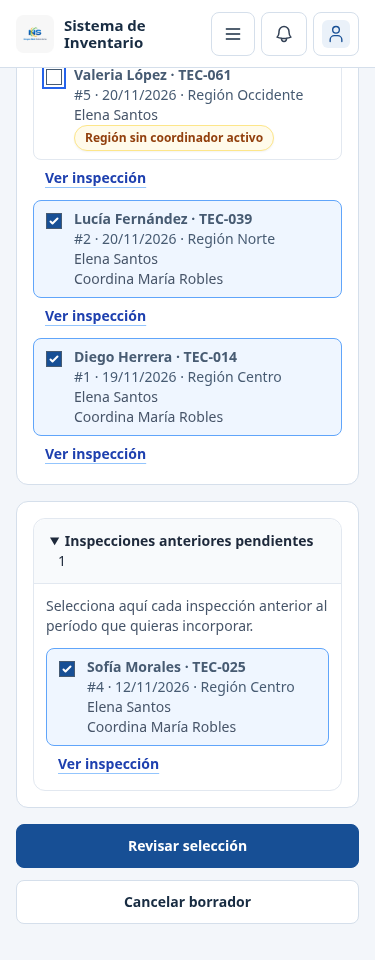 Sistema de
Inventario
Valeria López · TEC-061
#5 · 20/11/2026 · Región Occidente
Elena Santos
Región sin coordinador activo
Ver inspección
Lucía Fernández · TEC-039
#2 · 20/11/2026 · Región Norte
Elena Santos
Coordina María Robles
Ver inspección
Diego Herrera · TEC-014
#1 · 19/11/2026 · Región Centro
Elena Santos
Coordina María Robles
Ver inspección
▼ Inspecciones anteriores pendientes
1
Selecciona aquí cada inspección anterior al
período que quieras incorporar.
Sofía Morales · TEC-025
#4 · 12/11/2026 · Región Centro
Elena Santos
Coordina María Robles
Ver inspección
Revisar selección
Cancelar borrador